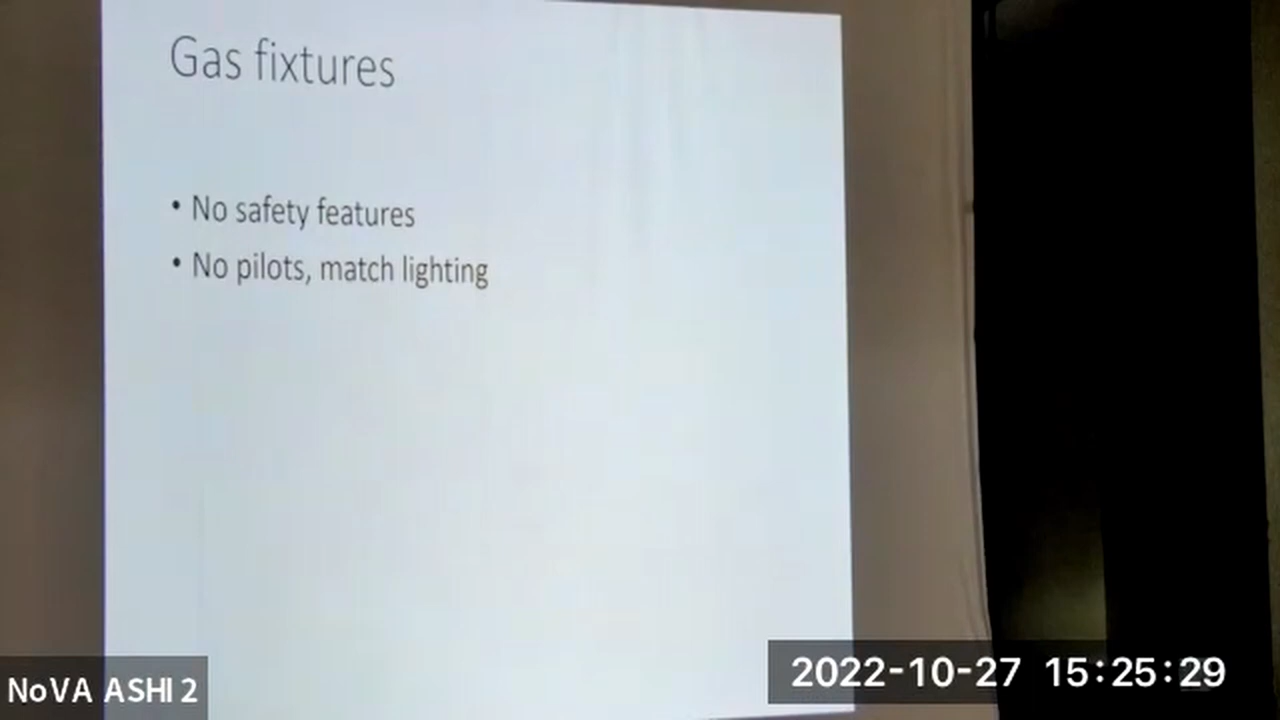 Gas fixtures
• No safety features
• No pilots, match lighting
NoVA ASHI 2
2022-10-27 15:25:29